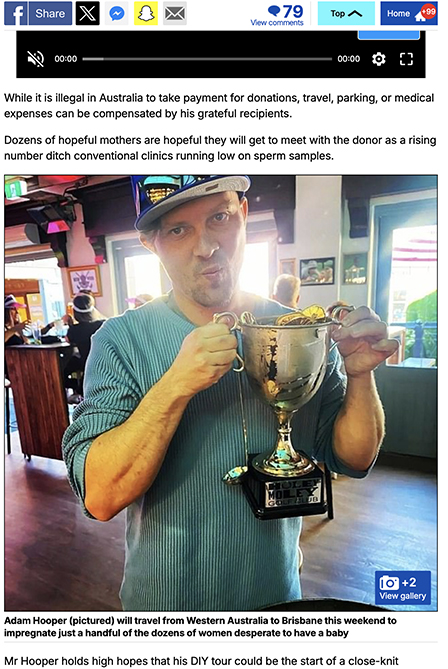 Share
79
View comments
Top
Home
+99
00:00
00:00
While it is illegal in Australia to take payment for donations, travel, parking, or medical
expenses can be compensated by his grateful recipients.
Dozens of hopeful mothers are hopeful they will get to meet with the donor as a rising
number ditch conventional clinics running low on sperm samples.
HOLEY
MOLEY
GOLF CLUB
+2
View gallery
Adam Hooper (pictured) will travel from Western Australia to Brisbane this weekend to
impregnate just a handful of the dozens of women desperate to have a baby
Mr Hooper holds high hopes that his DIY tour could be the start of a close-knit